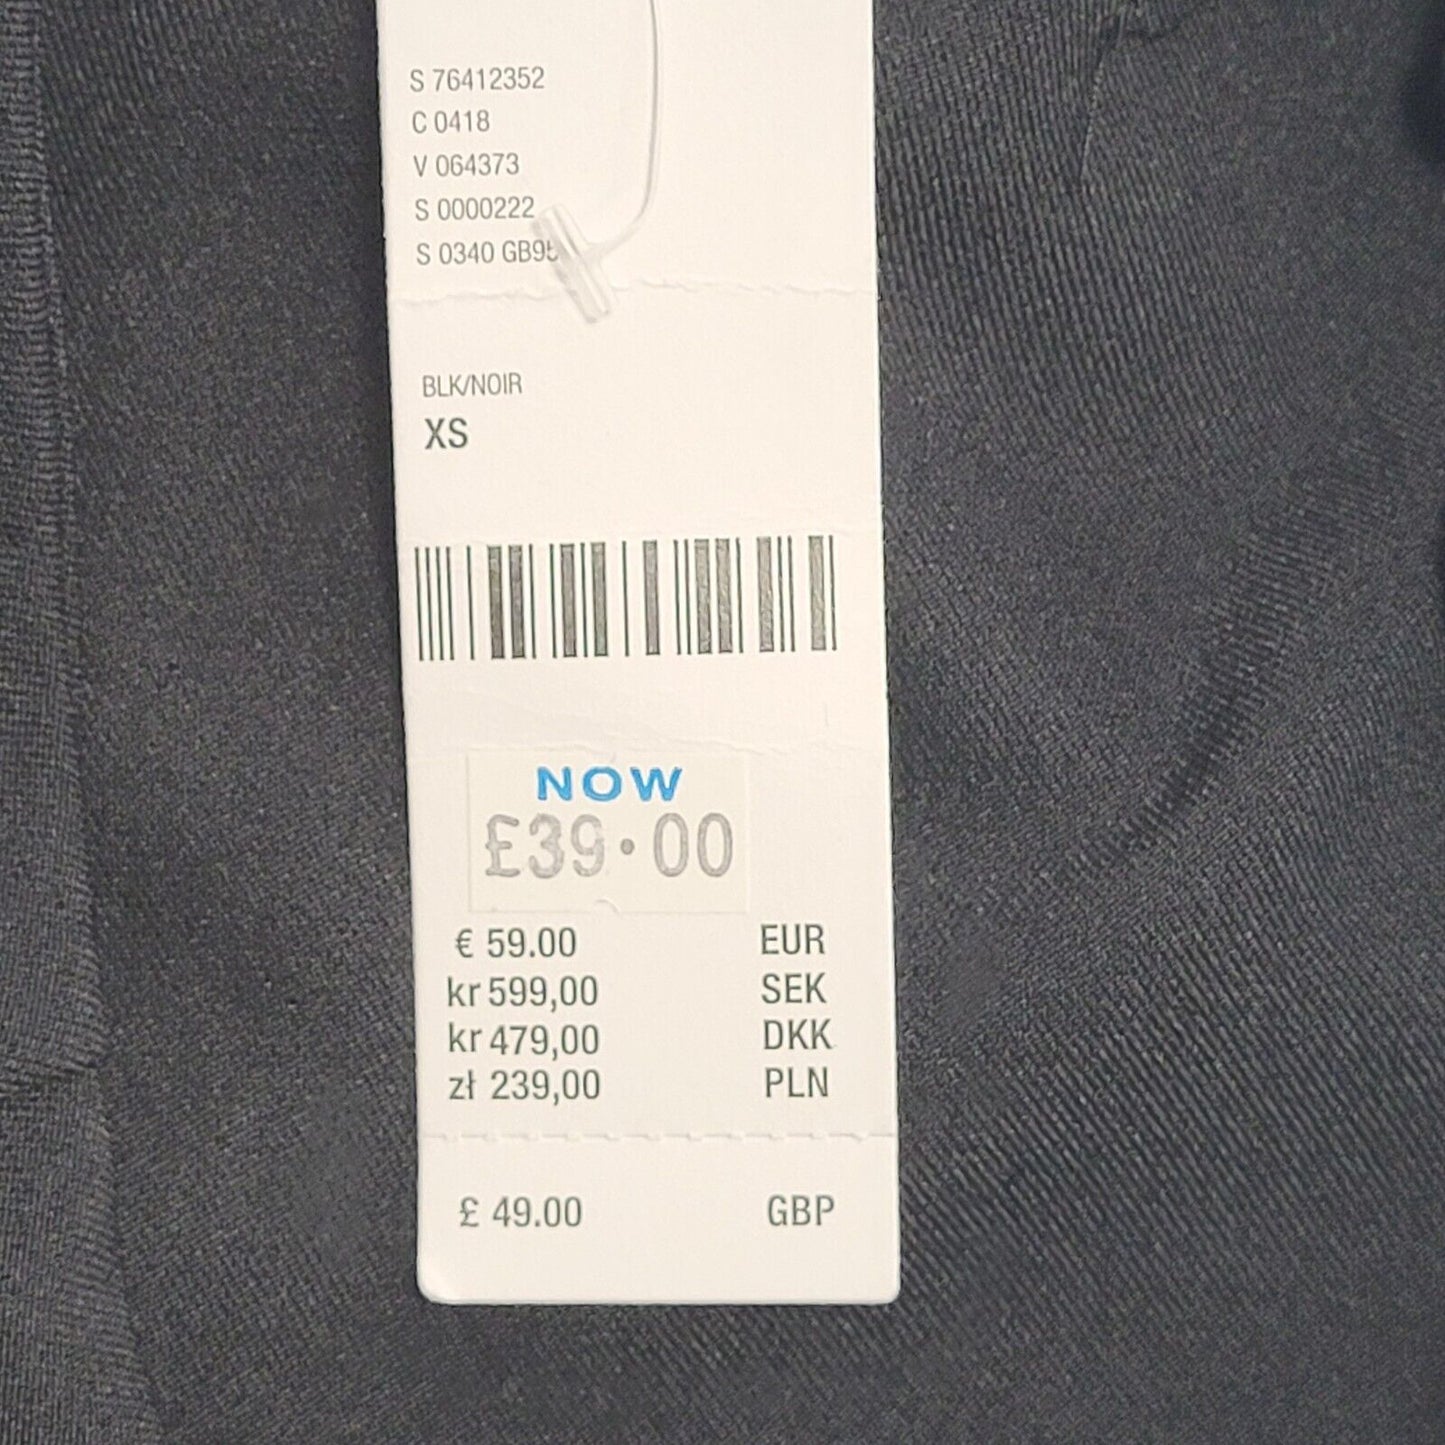 S 76412352
C 0418
V 064373
S 0000222
S 0340
BLK/NOIR
XS
NOW
£39.00
€ 59.00 EUR
kr 599,00 SEK
kr 479,00 DKK
zł 239,00 PLN
£ 49.00 GBP